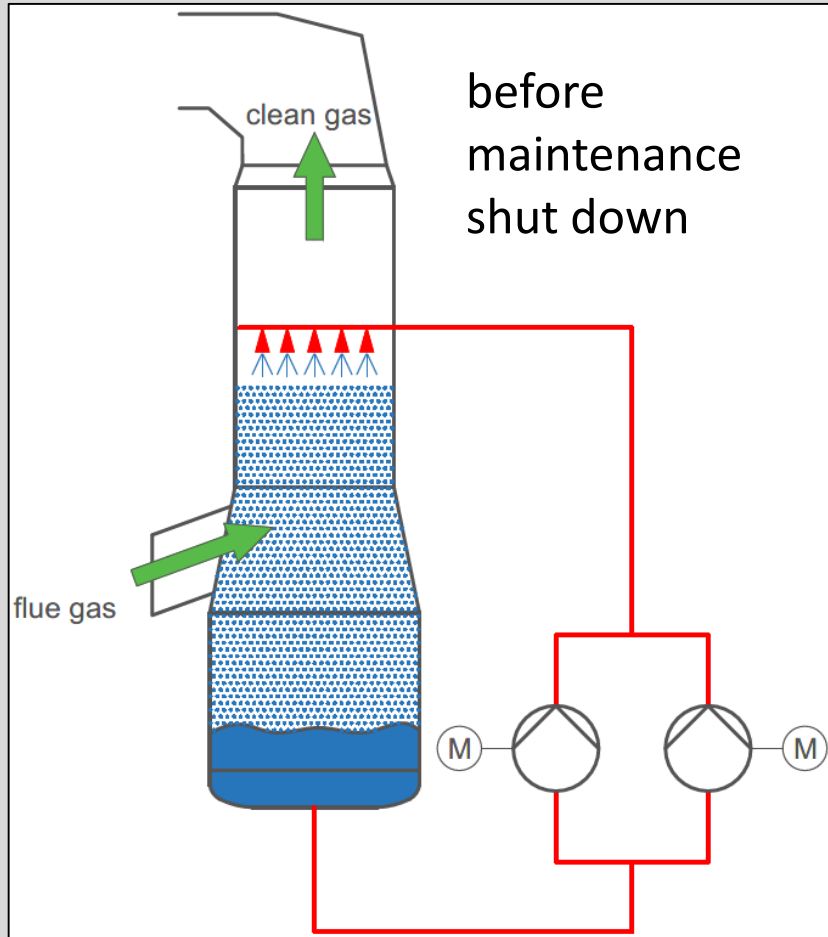 clean gas
before
maintenance
shut down
flue gas
M
M